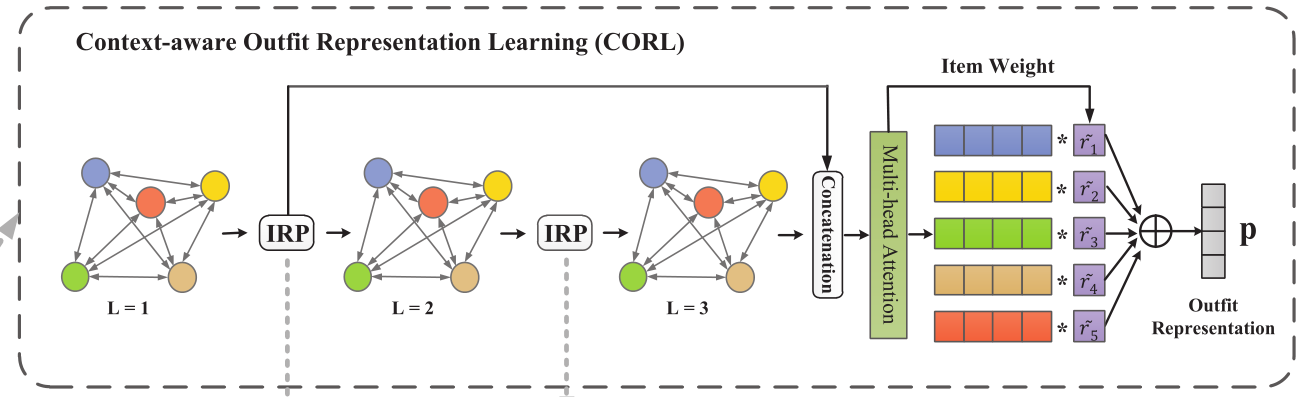 Context-aware Outfit Representation Learning (CORL)
Item Weight
IRP
IRP
L = 1
L = 2
L = 3
Concatenation
Multi-head Attention
* r̃1
* r̃2
* r̃3
* r̃4
* r̃5
p
Outfit
Representation